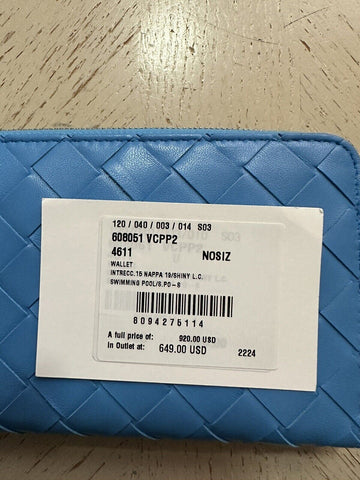 120 / 040 / 003 / 014 S03
608051 VCPP2
4611 NOSIZ
WALLET
INTRECC.15 NAPPA 19/SHINY L.C.
SWIMMING POOL/S.PO-S
8094275114
A full price of: 920.00 USD
In Outlet at: 649.00 USD 2224